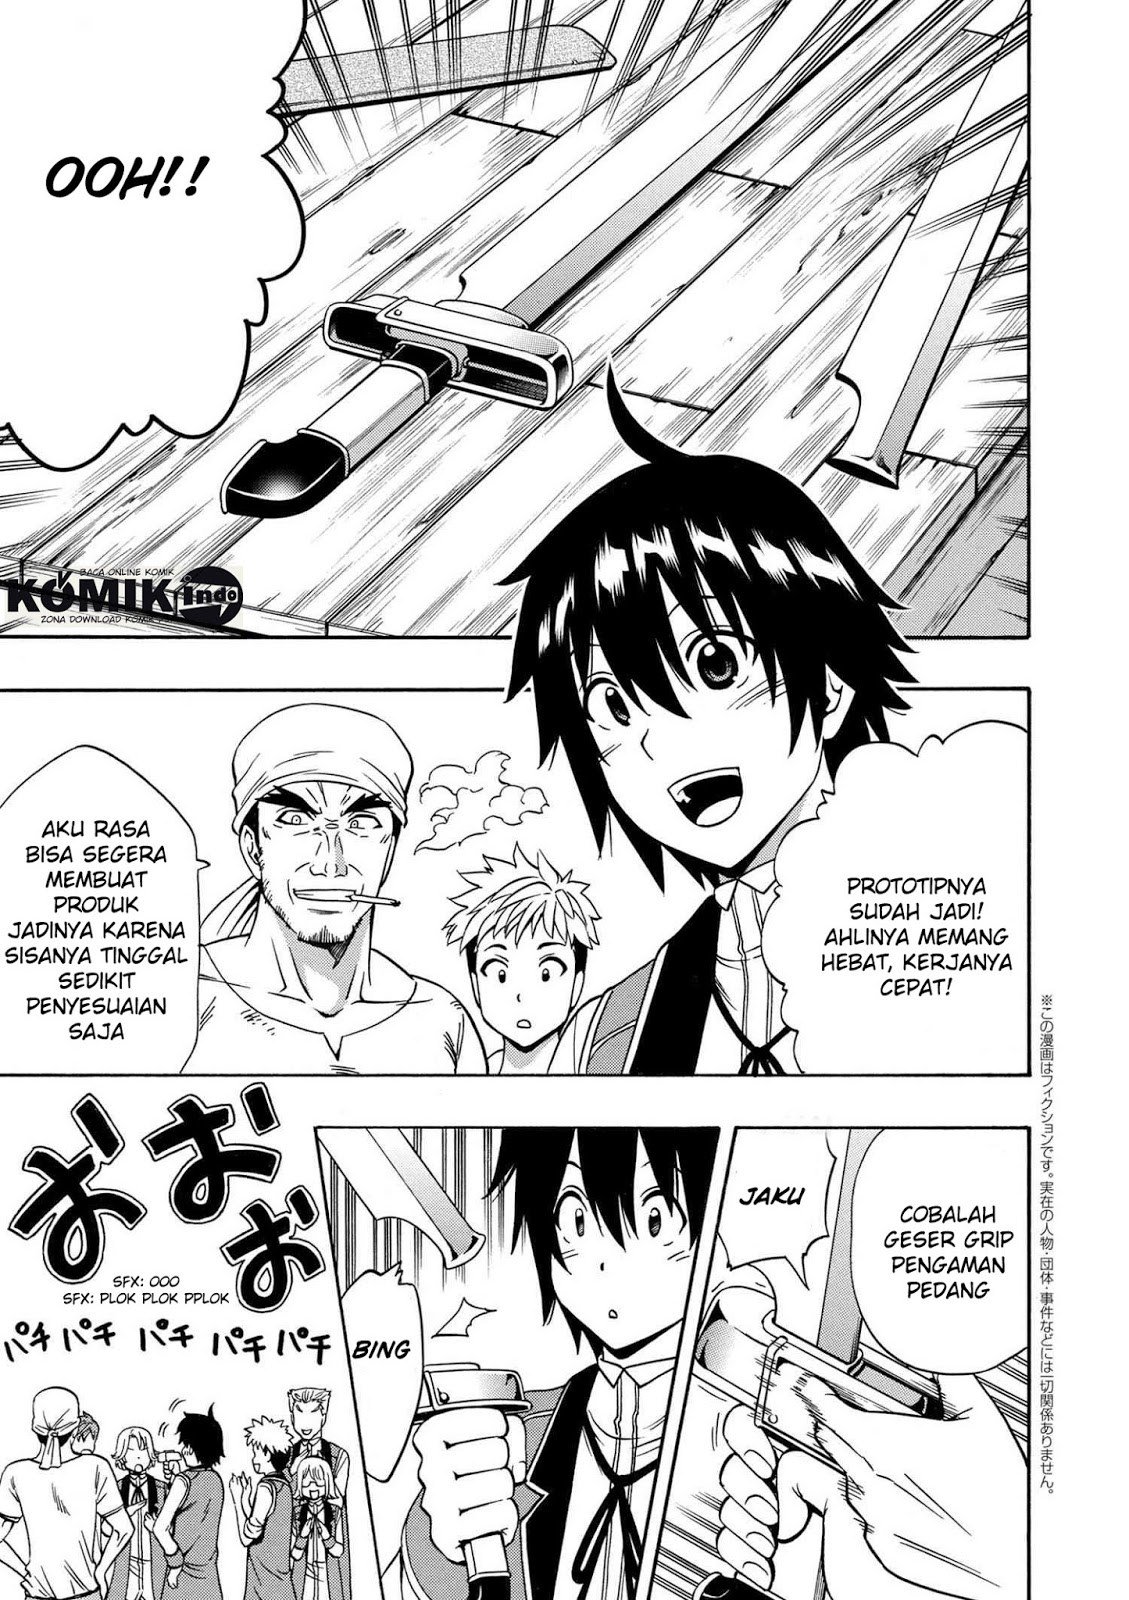 OOH!!
BACA ONLINE KOMIK
KOMIK indo
ZONA DOWNLOAD KOMIK
PROTOTIPNYA
SUDAH JADI!
AHLINYA MEMANG
HEBAT, KERJANYA
CEPAT!
AKU RASA
BISA SEGERA
MEMBUAT
PRODUK
JADINYA KARENA
SISANYA TINGGAL
SEDIKIT
PENYESUAIAN
SAJA
※この漫画はフィクションです。実在の人物・団体・事件などには一切関係ありません。
COBALAH
GESER GRIP
PENGAMAN
PEDANG
JAKU
BING
おおお
SFX: OOO
SFX: PLOK PLOK PPLOK
パチパチ パチ パチパチ